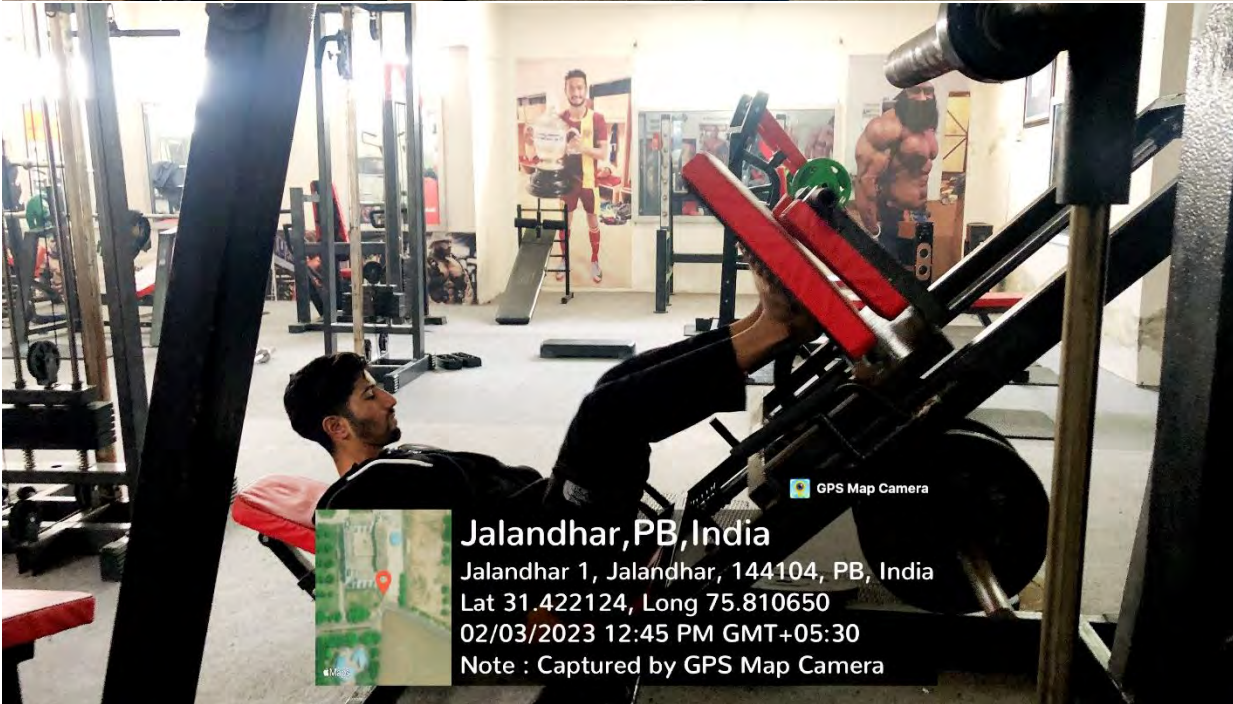 GPS Map Camera
Jalandhar,PB,India
Jalandhar 1, Jalandhar, 144104, PB, India
Lat 31.422124, Long 75.810650
02/03/2023 12:45 PM GMT+05:30
Note : Captured by GPS Map Camera